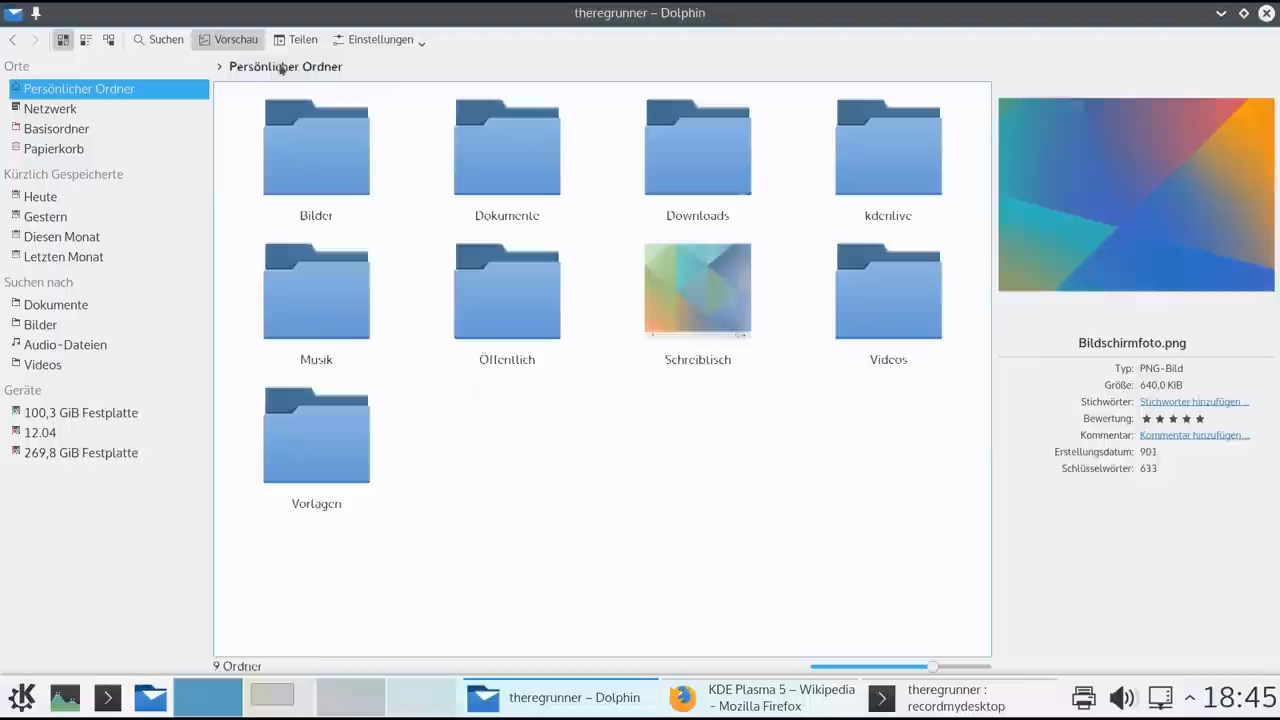 theregrunner – Dolphin
Suchen
Vorschau
Teilen
Einstellungen
Orte
Persönlicher Ordner
Netzwerk
Basisordner
Papierkorb
Kürzlich Gespeicherte
Heute
Gestern
Diesen Monat
Letzten Monat
Suchen nach
Dokumente
Bilder
Audio-Dateien
Videos
Geräte
100,3 GiB Festplatte
12.04
269,8 GiB Festplatte
> Persönlicher Ordner
Bilder
Dokumente
Downloads
kdenlive
Musik
Öffentlich
Schreibtisch
Videos
Vorlagen
9 Ordner
Bildschirmfoto.png
Typ: PNG-Bild
Größe: 640,0 KiB
Stichwörter: Stichwörter hinzufügen ...
Bewertung: ★ ★ ★ ★ ★
Kommentar: Kommentar hinzufügen ...
Erstellungsdatum: 901
Schlüsselwörter: 633
theregrunner – Dolphin
KDE Plasma 5 – Wikipedia
– Mozilla Firefox
theregrunner :
recordmydesktop
18:45